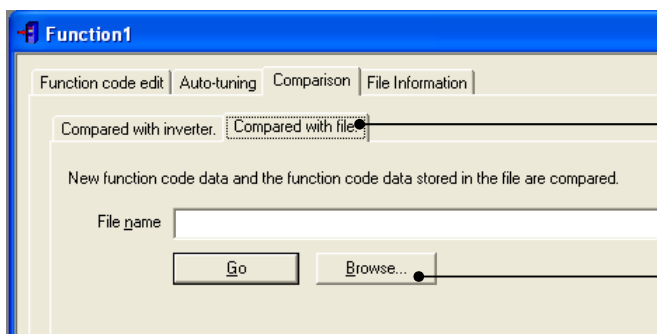 Function1
Function code edit Auto-tuning Comparison File Information
Compared with inverter. Compared with file.
New function code data and the function code data stored in the file are compared.
File name
Go Browse...